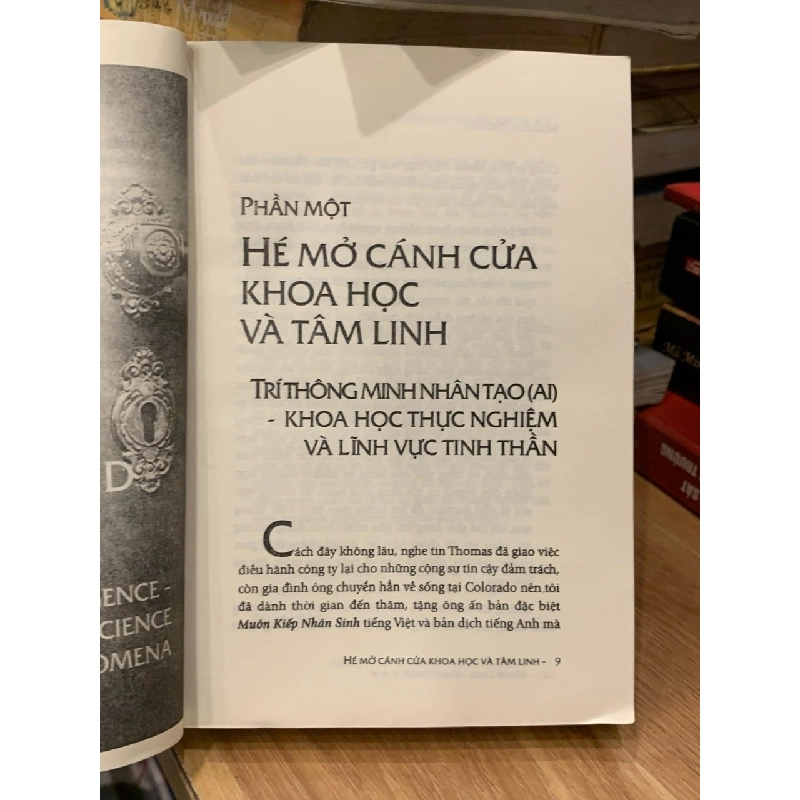 D
ENCE -
CIENCE
OMENA
PHẦN MỘT
HÉ MỞ CÁNH CỬA
KHOA HỌC
VÀ TÂM LINH
TRÍ THÔNG MINH NHÂN TẠO (AI)
- KHOA HỌC THỰC NGHIỆM
VÀ LĨNH VỰC TINH THẦN
Cách đây không lâu, nghe tin Thomas đã giao việc
điều hành công ty lại cho những cộng sự tin cậy đảm trách,
còn gia đình ông chuyển hẳn về sống tại Colorado nên tôi
đã dành thời gian đến thăm, tặng ông ấn bản đặc biệt
Muôn Kiếp Nhân Sinh tiếng Việt và bản dịch tiếng Anh mà
HÉ MỞ CÁNH CỬA KHOA HỌC VÀ TÂM LINH - 9
SÁT
TRƯỜNG